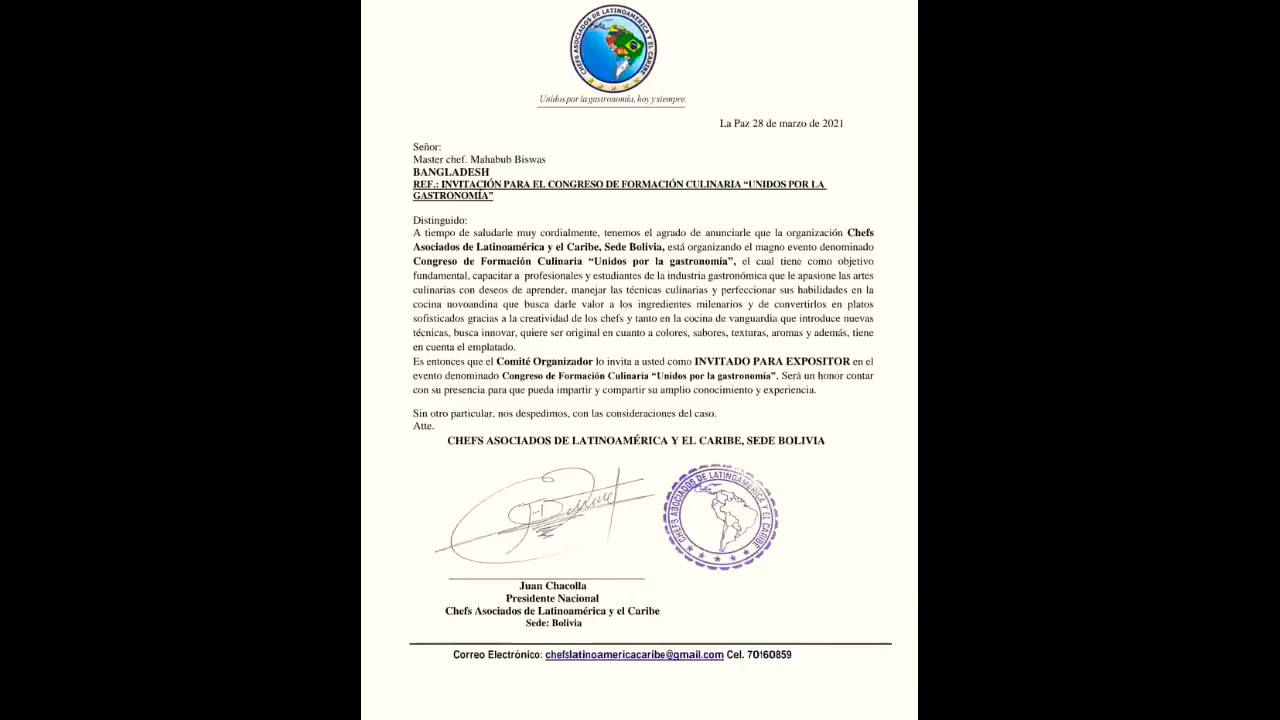 CHEFS ASOCIADOS DE LATINOAMÉRICA Y EL CARIBE
Unidos por la gastronomía, hoy y siempre.
La Paz 28 de marzo de 2021
Señor:
Master chef. Mahabub Biswas
BANGLADESH
REF.: INVITACIÓN PARA EL CONGRESO DE FORMACIÓN CULINARIA “UNIDOS POR LA
GASTRONOMÍA”
Distinguido:
A tiempo de saludarle muy cordialmente, tenemos el agrado de anunciarle que la organización Chefs
Asociados de Latinoamérica y el Caribe, Sede Bolivia, está organizando el magno evento denominado
Congreso de Formación Culinaria “Unidos por la gastronomía”, el cual tiene como objetivo
fundamental, capacitar a profesionales y estudiantes de la industria gastronómica que le apasione las artes
culinarias con deseos de aprender, manejar las técnicas culinarias y perfeccionar sus habilidades en la
cocina novoandina que busca darle valor a los ingredientes milenarios y de convertirlos en platos
sofisticados gracias a la creatividad de los chefs y tanto en la cocina de vanguardia que introduce nuevas
técnicas, busca innovar, quiere ser original en cuanto a colores, sabores, texturas, aromas y además, tiene
en cuenta el emplatado.
Es entonces que el Comité Organizador lo invita a usted como INVITADO PARA EXPOSITOR en el
evento denominado Congreso de Formación Culinaria “Unidos por la gastronomía”. Será un honor contar
con su presencia para que pueda impartir y compartir su amplio conocimiento y experiencia.
Sin otro particular, nos despedimos, con las consideraciones del caso.
Atte.
CHEFS ASOCIADOS DE LATINOAMÉRICA Y EL CARIBE, SEDE BOLIVIA
CHEFS ASOCIADOS DE LATINOAMERICA Y EL CARIBE
Juan Chacolla
Presidente Nacional
Chefs Asociados de Latinoamérica y el Caribe
Sede: Bolivia
Correo Electrónico: chefslatinoamericacaribe@gmail.com Cel. 70160859